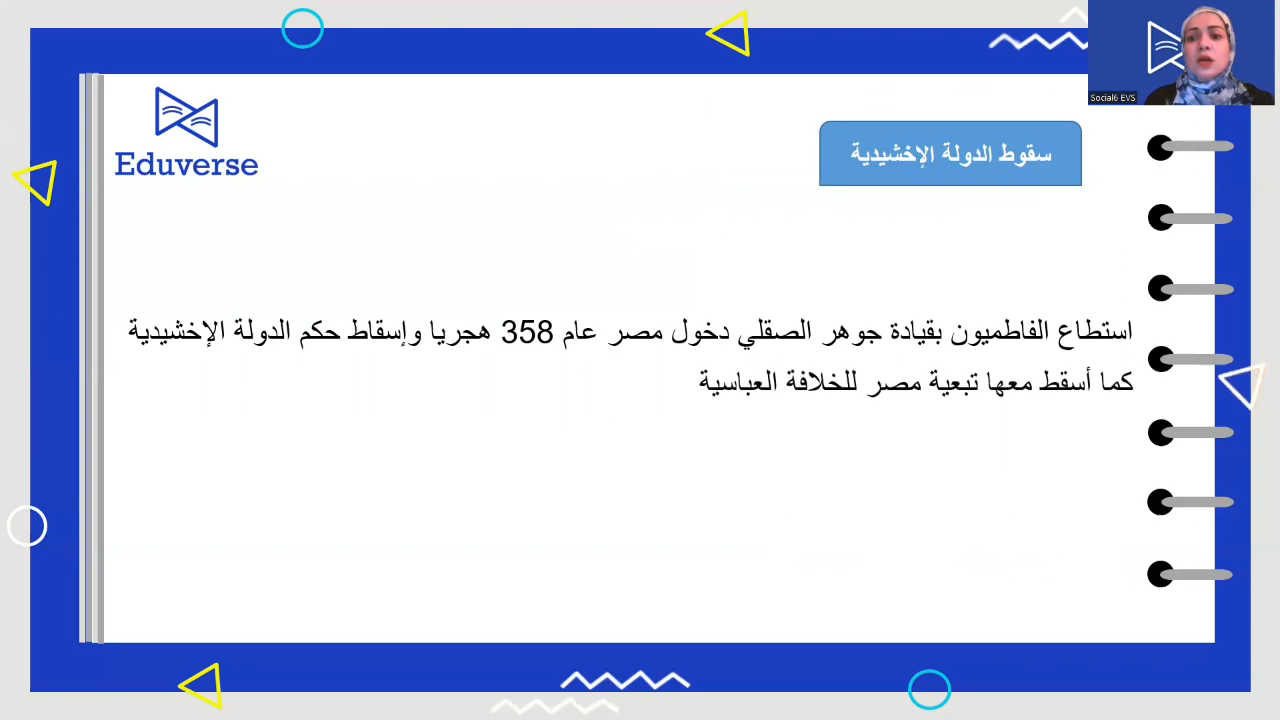 Social6 EVS
Eduverse
سقوط الدولة الإخشيدية
استطاع الفاطميون بقيادة جوهر الصقلي دخول مصر عام 358 هجريا وإسقاط حكم الدولة الإخشيدية
كما أسقط معها تبعية مصر للخلافة العباسية